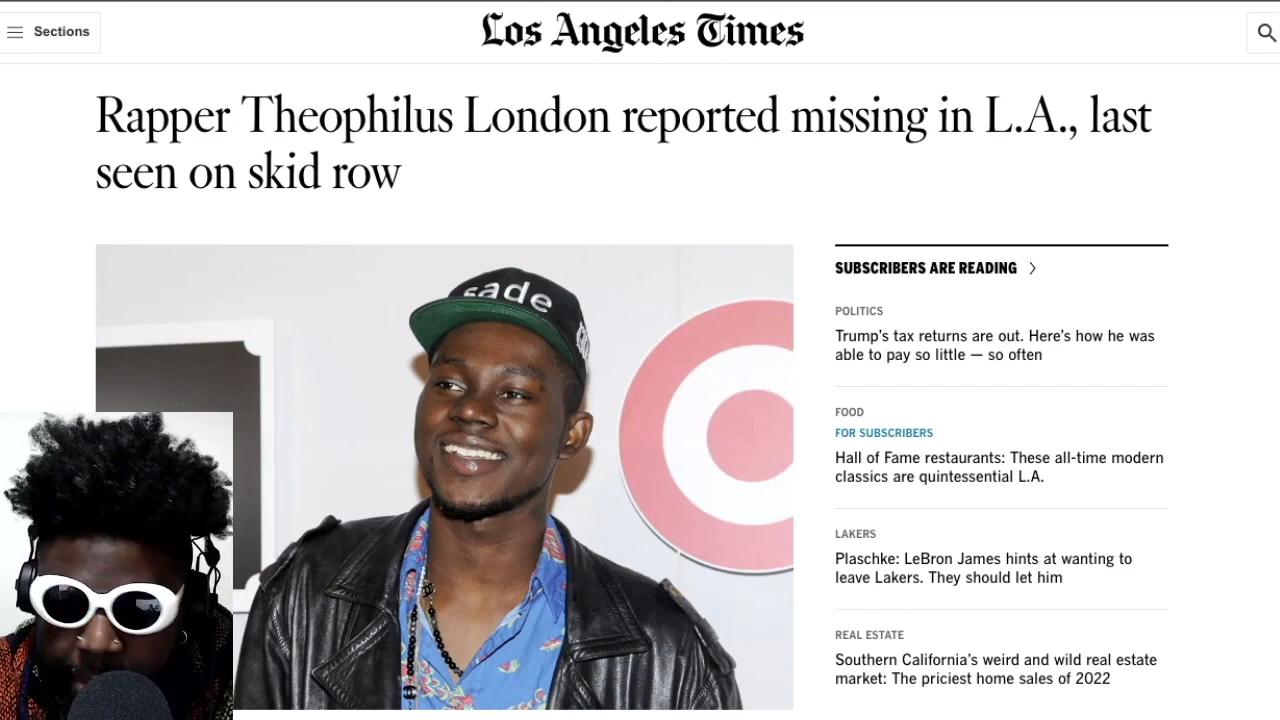 Sections
Los Angeles Times
Rapper Theophilus London reported missing in L.A., last
seen on skid row
sade
SUBSCRIBERS ARE READING
POLITICS
Trump's tax returns are out. Here's how he was
able to pay so little — so often
FOOD
FOR SUBSCRIBERS
Hall of Fame restaurants: These all-time modern
classics are quintessential L.A.
LAKERS
Plaschke: LeBron James hints at wanting to
leave Lakers. They should let him
REAL ESTATE
Southern California's weird and wild real estate
market: The priciest home sales of 2022